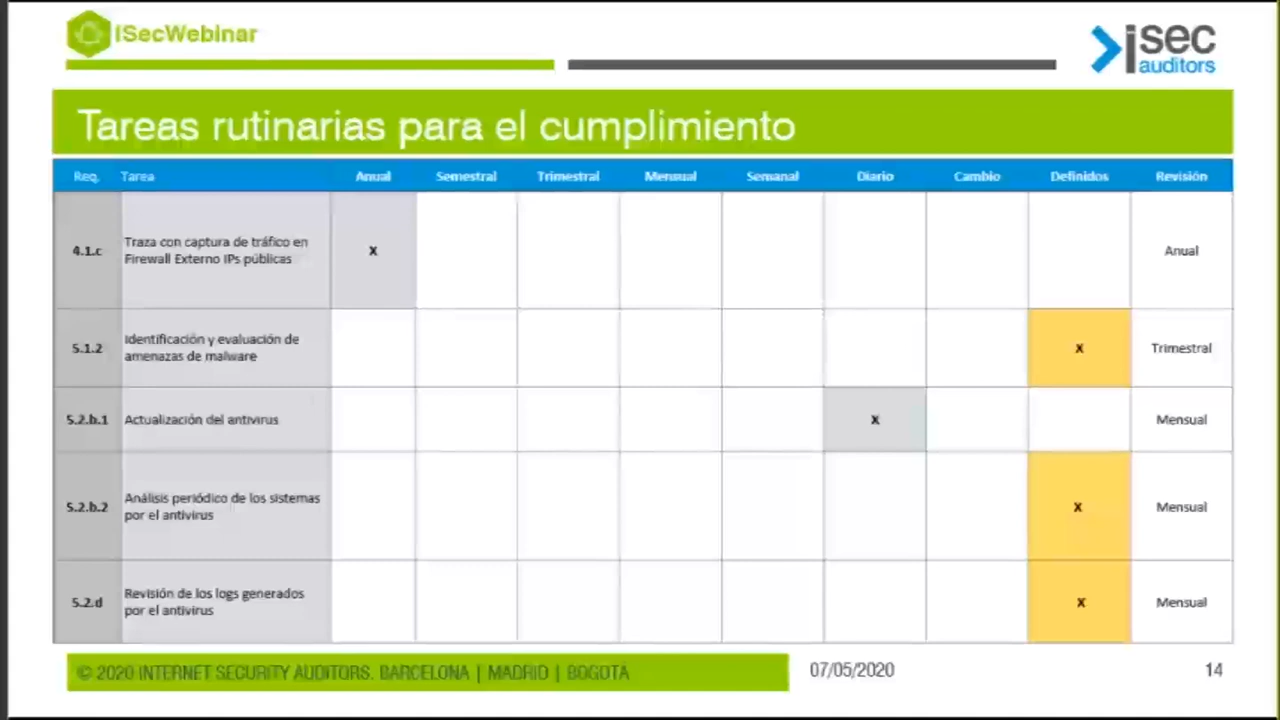 ISecWebinar
isec
auditors
Tareas rutinarias para el cumplimiento
Req. Tarea Anual Semestral Trimestral Mensual Semanal Diario Cambio Definidos Revisión
4.1.c Traza con captura de tráfico en
Firewall Externo IPs públicas
X Anual
5.1.2 Identificación y evaluación de
amenazas de malware
X Trimestral
5.2.b.1 Actualización del antivirus X Mensual
5.2.b.2 Análisis periódico de los sistemas
por el antivirus
X Mensual
5.2.d Revisión de los logs generados
por el antivirus
X Mensual
© 2020 INTERNET SECURITY AUDITORS. BARCELONA | MADRID | BOGOTÁ 07/05/2020 14